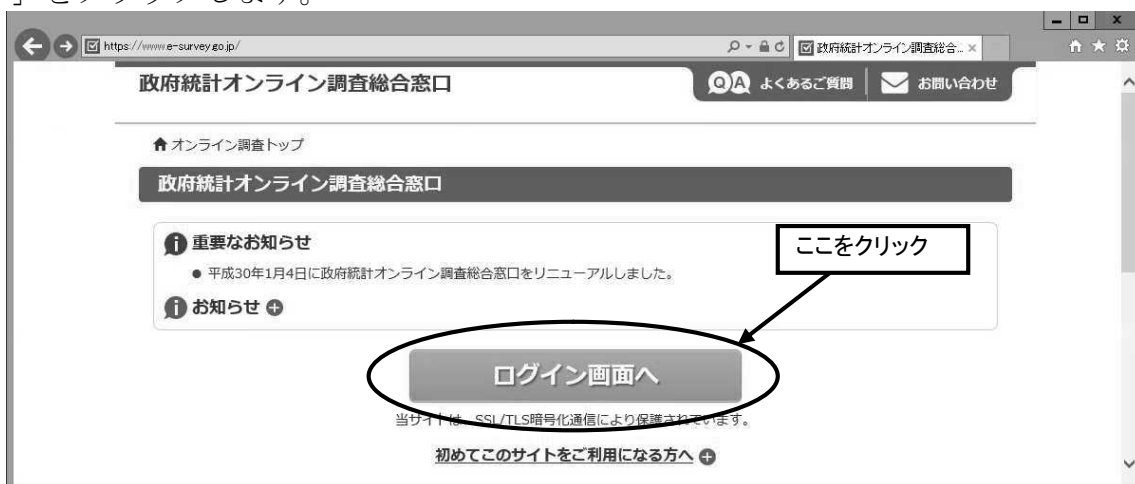 」をクリックします。
https://www.e-survey.go.jp/
政府統計オンライン調査総合... ×
政府統計オンライン調査総合窓口
QA よくあるご質問
お問い合わせ
オンライン調査トップ
政府統計オンライン調査総合窓口
重要なお知らせ
ここをクリック
● 平成30年1月4日に政府統計オンライン調査総合窓口をリニューアルしました。
お知らせ
ログイン画面へ
当サイトは、SSL/TLS暗号化通信により保護されています。
初めてこのサイトをご利用になる方へ